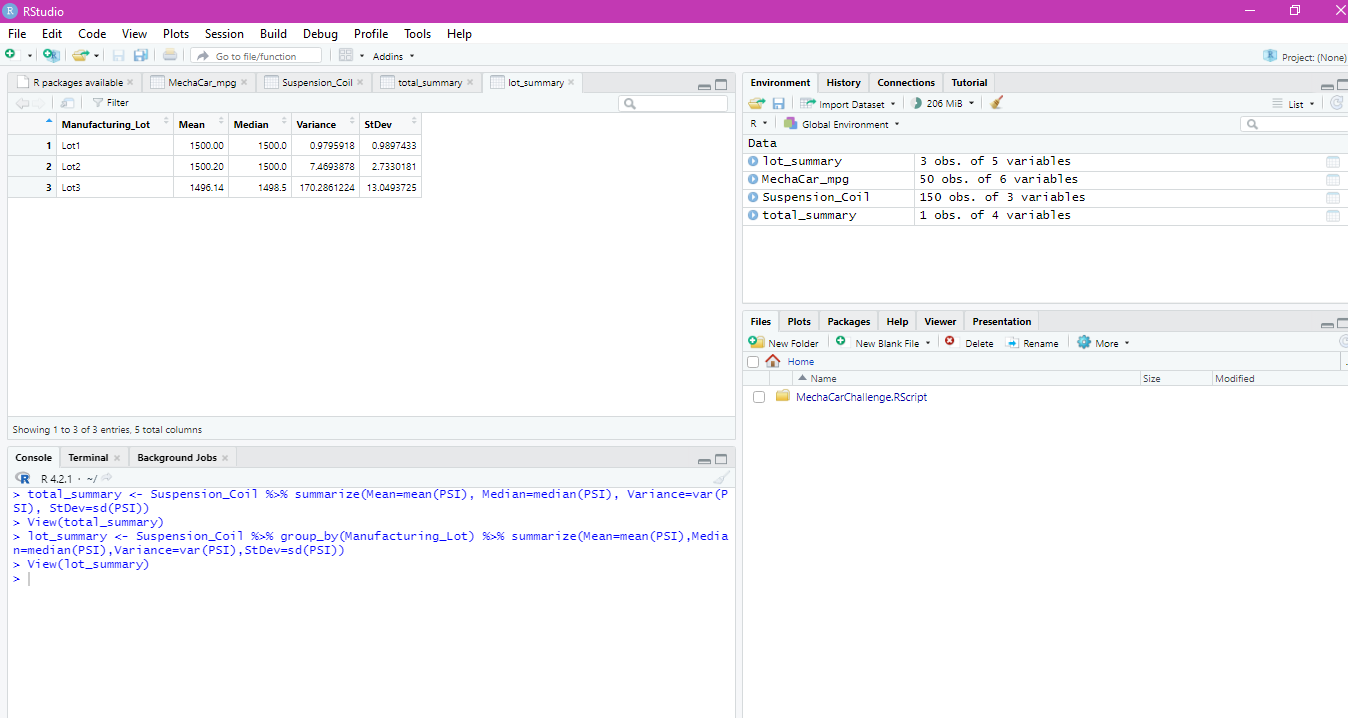 RStudio
File Edit Code View Plots Session Build Debug Profile Tools Help
Go to file/function Addins Project: (None)
R packages available MechaCar_mpg Suspension_Coil total_summary lot_summary
Filter
Manufacturing_Lot Mean Median Variance StDev
1 Lot1 1500.00 1500.0 0.9795918 0.9897433
2 Lot2 1500.20 1500.0 7.4693878 2.7330181
3 Lot3 1496.14 1498.5 170.2861224 13.0493725
Showing 1 to 3 of 3 entries, 5 total columns
Console Terminal Background Jobs
R R 4.2.1 · ~/
> total_summary <- Suspension_Coil %>% summarize(Mean=mean(PSI), Median=median(PSI), Variance=var(P
SI), StDev=sd(PSI))
> View(total_summary)
> lot_summary <- Suspension_Coil %>% group_by(Manufacturing_Lot) %>% summarize(Mean=mean(PSI),Media
n=median(PSI),Variance=var(PSI),StDev=sd(PSI))
> View(lot_summary)
>
Environment History Connections Tutorial
Import Dataset 206 MiB List
R Global Environment
Data
lot_summary 3 obs. of 5 variables
MechaCar_mpg 50 obs. of 6 variables
Suspension_Coil 150 obs. of 3 variables
total_summary 1 obs. of 4 variables
Files Plots Packages Help Viewer Presentation
New Folder New Blank File Delete Rename More
Home
Name Size Modified
MechaCarChallenge.RScript